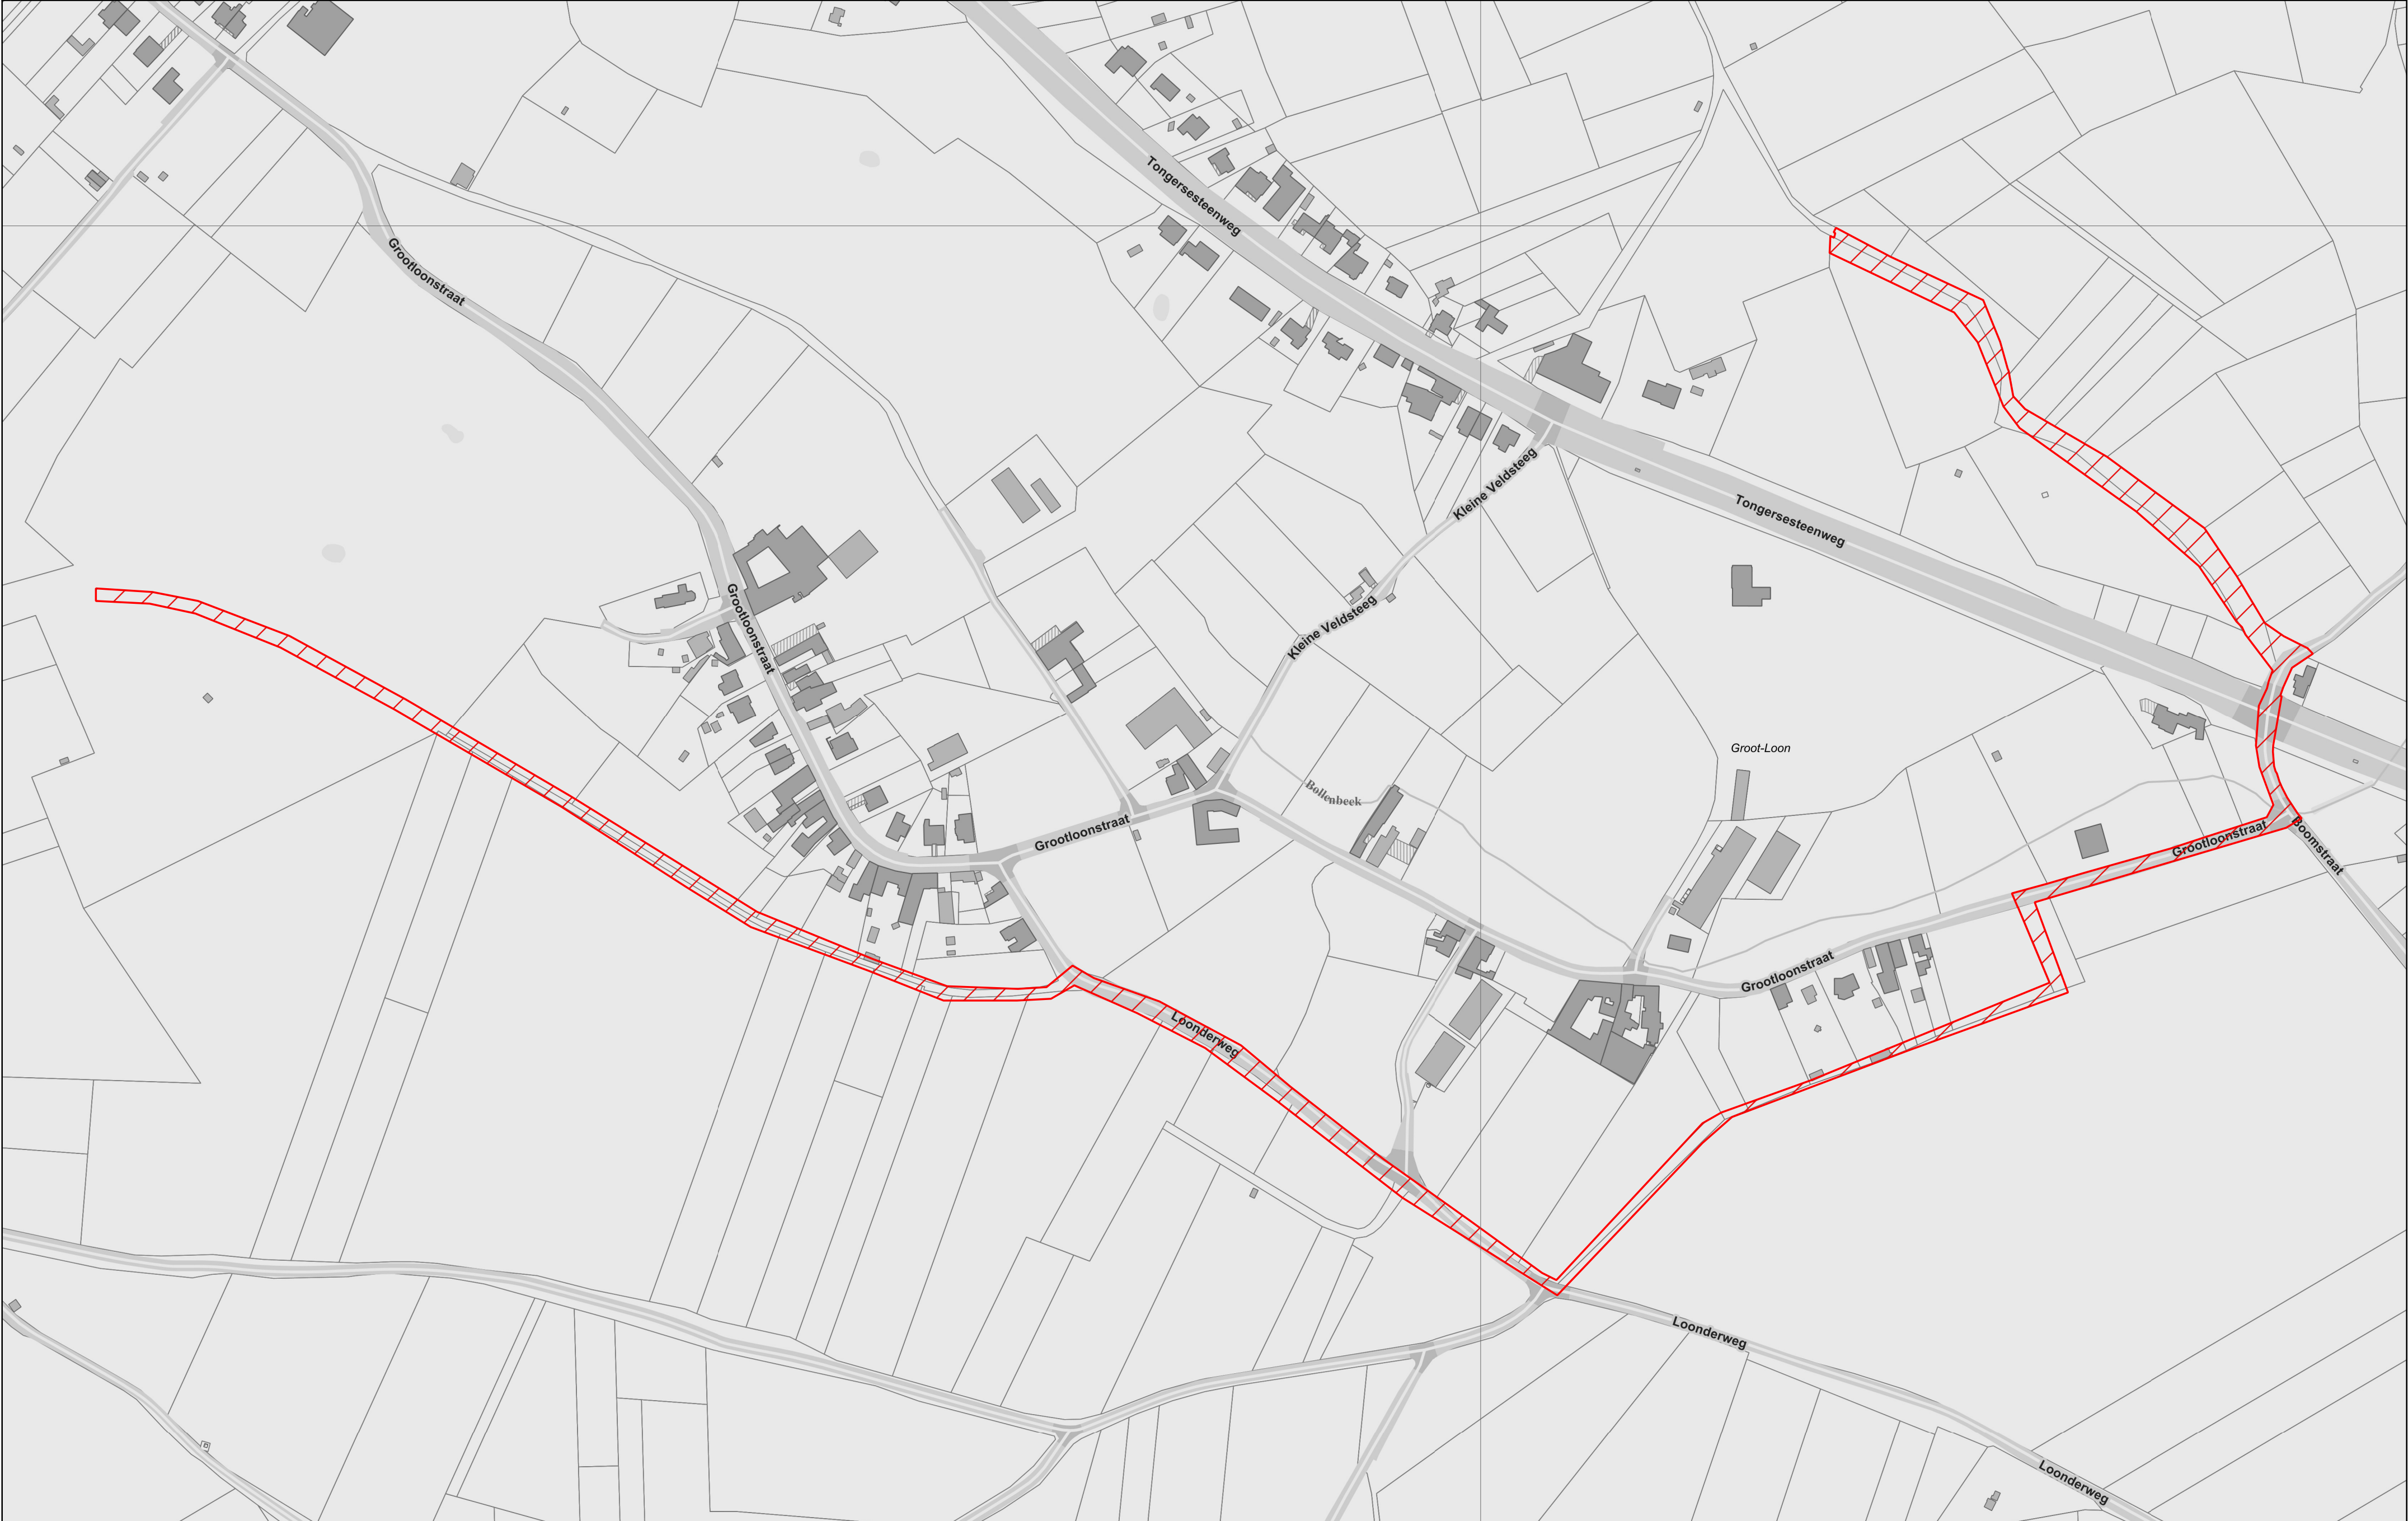 Tongersesteenweg
Grootloonstraat
Kleine Veldsteeg
Tongersesteenweg
Grootloonstraat
Kleine Veldsteeg
Groot-Loon
Bollenbeek
Grootloonstraat
Grootloonstraat
Boomstraat
Grootloonstraat
Loonderweg
Loonderweg
Loonderweg